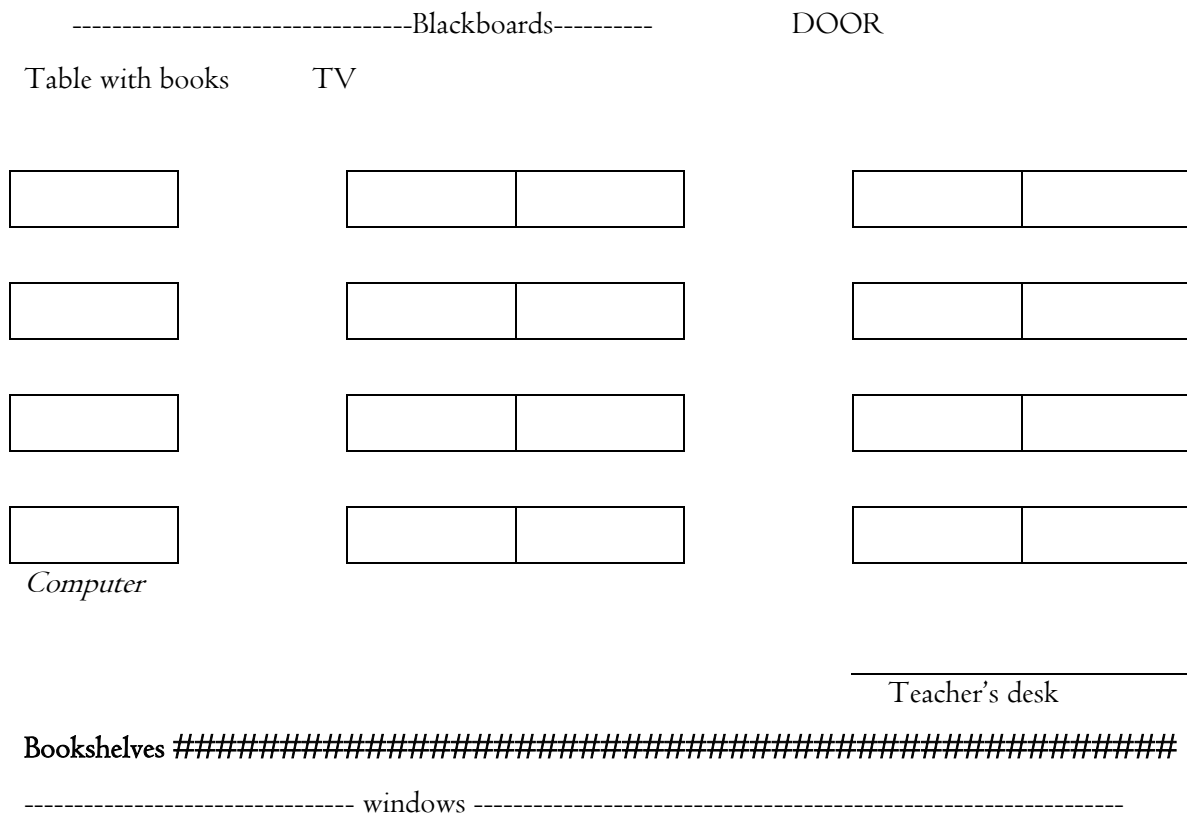 ----------------------------------Blackboards---------- DOOR
Table with books TV
Computer
Teacher’s desk
Bookshelves ###############################################
--------------------------------- windows -----------------------------------------------------------------